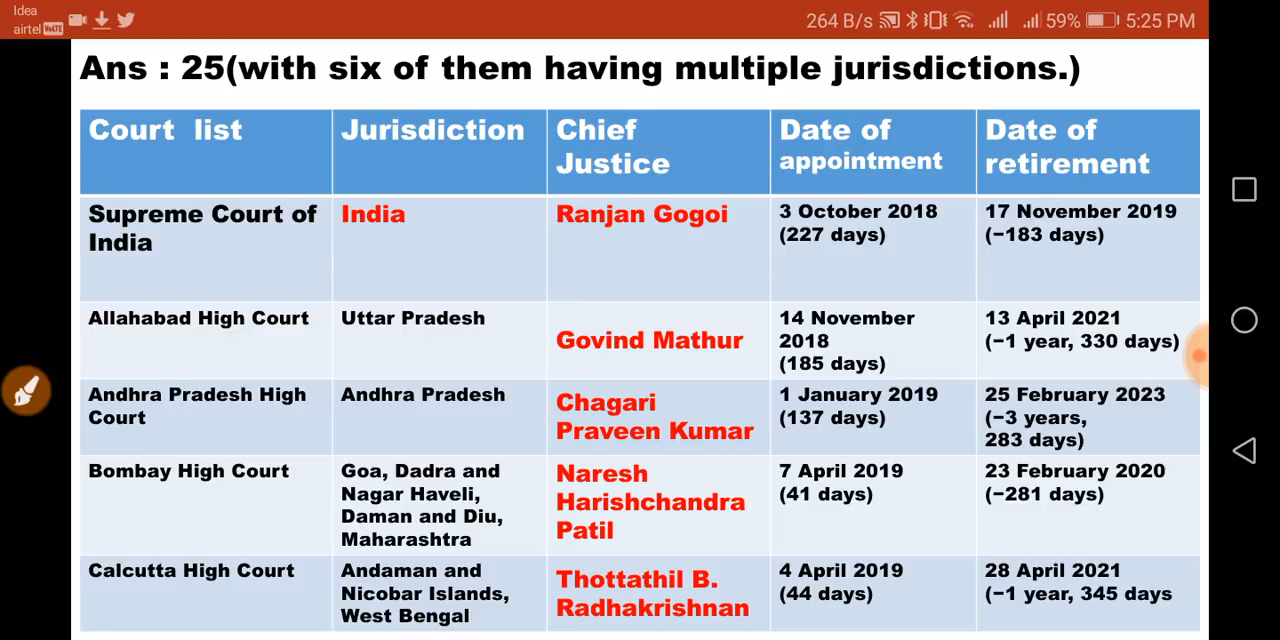 Idea
airtel VoLTE
264 B/s 59% 5:25 PM
Ans : 25(with six of them having multiple jurisdictions.)
Court list Jurisdiction Chief Justice Date of appointment Date of retirement
Supreme Court of India India Ranjan Gogoi 3 October 2018 (227 days) 17 November 2019 (−183 days)
Allahabad High Court Uttar Pradesh Govind Mathur 14 November 2018 (185 days) 13 April 2021 (−1 year, 330 days)
Andhra Pradesh High Court Andhra Pradesh Chagari Praveen Kumar 1 January 2019 (137 days) 25 February 2023 (−3 years, 283 days)
Bombay High Court Goa, Dadra and Nagar Haveli, Daman and Diu, Maharashtra Naresh Harishchandra Patil 7 April 2019 (41 days) 23 February 2020 (−281 days)
Calcutta High Court Andaman and Nicobar Islands, West Bengal Thottathil B. Radhakrishnan 4 April 2019 (44 days) 28 April 2021 (−1 year, 345 days